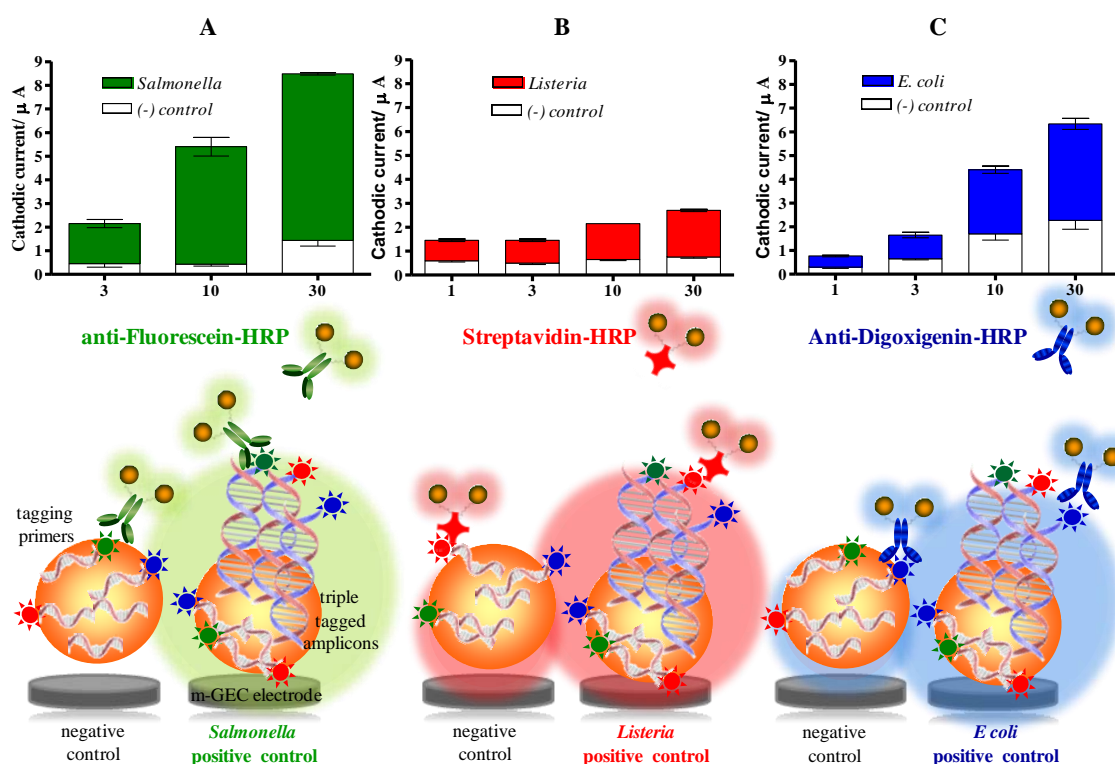 A
B
C
Cathodic current/ μ A
9
8
7
6
5
4
3
2
1
0
Salmonella
(-) control
3
10
30
Cathodic current/ μ A
9
8
7
6
5
4
3
2
1
0
Listeria
(-) control
1
3
10
30
Cathodic current/ μ A
9
8
7
6
5
4
3
2
1
0
E. coli
(-) control
1
3
10
30
anti-Fluorescein-HRP
Streptavidin-HRP
Anti-Digoxigenin-HRP
tagging
primers
triple
tagged
amplicons
m-GEC electrode
negative
control
Salmonella
positive control
negative
control
Listeria
positive control
negative
control
E coli
positive control